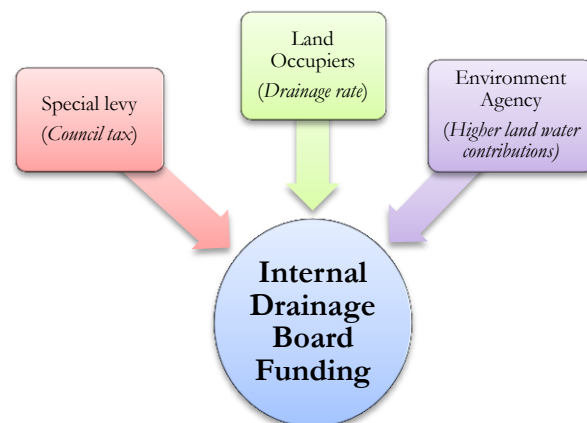 Special levy
(Council tax)
Land
Occupiers
(Drainage rate)
Environment
Agency
(Higher land water
contributions)
Internal
Drainage
Board
Funding